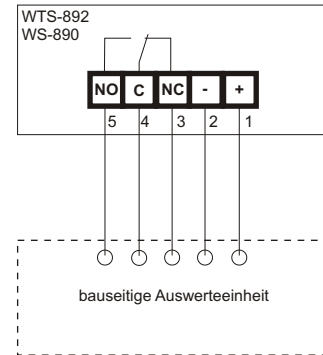 WTS-892
WS-890
NO C NC - +
5 4 3 2 1
bauseitige Auswerteeinheit